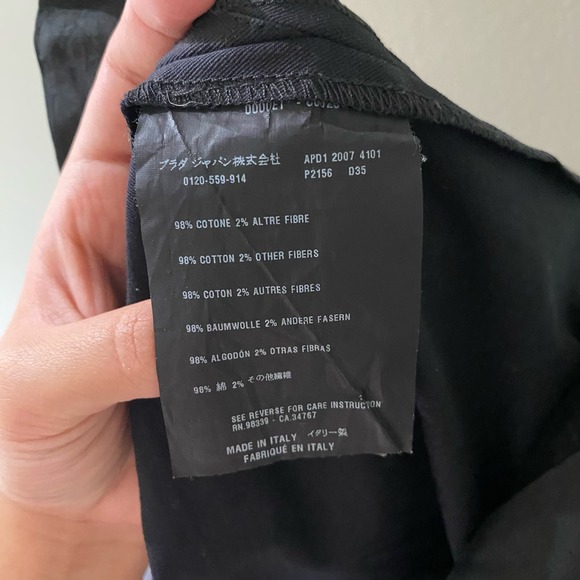 プラダ ジャパン株式会社
0120-559-914
APD1 2007 4101
P2156 D35
98% COTONE 2% ALTRE FIBRE
98% COTTON 2% OTHER FIBERS
98% COTON 2% AUTRES FIBRES
98% BAUMWOLLE 2% ANDERE FASERN
98% ALGODÓN 2% OTRAS FIBRAS
98% 綿 2% その他繊維
SEE REVERSE FOR CARE INSTRUCTION
RN.98339 - CA.34767
MADE IN ITALY イタリー製
FABRIQUÉ EN ITALY